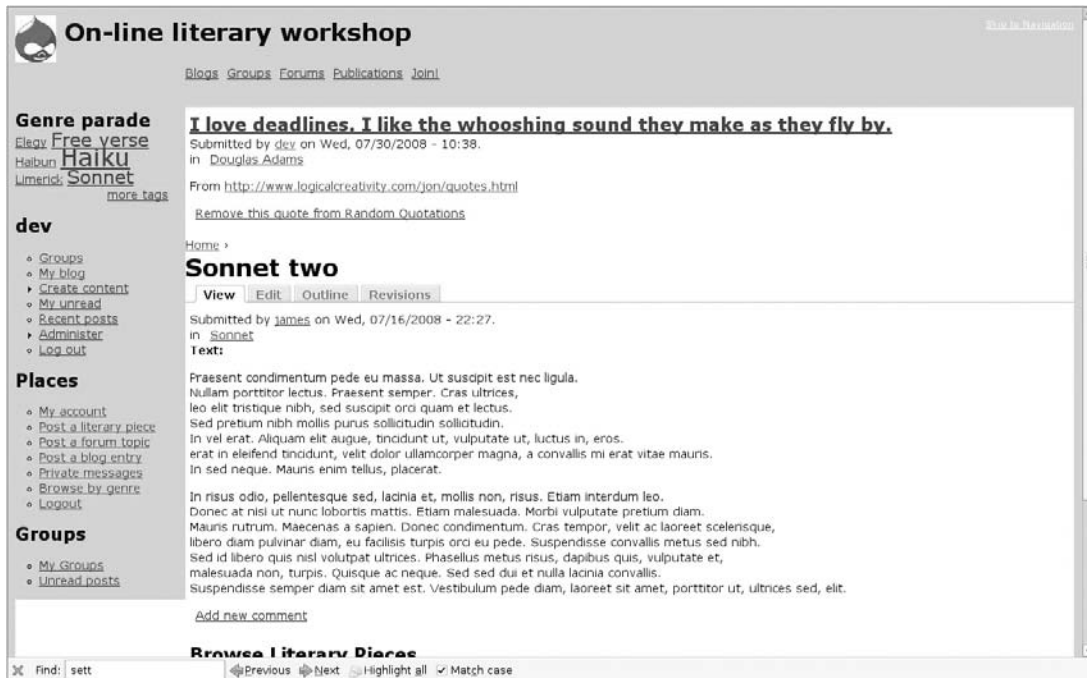 On-line literary workshop
Skip to Navigation
Blogs Groups Forums Publications Join!
Genre parade
Elegy Free verse
Haibun Haiku
Limerick Sonnet
more tags
dev
Groups
My blog
Create content
My unread
Recent posts
Administer
Log out
Places
My account
Post a literary piece
Post a forum topic
Post a blog entry
Private messages
Browse by genre
Logout
Groups
My Groups
Unread posts
I love deadlines. I like the whooshing sound they make as they fly by.
Submitted by dev on Wed, 07/30/2008 - 10:38.
in Douglas Adams
From http://www.logicalcreativity.com/jon/quotes.html
Remove this quote from Random Quotations
Home ›
Sonnet two
View Edit Outline Revisions
Submitted by james on Wed, 07/16/2008 - 22:27.
in Sonnet
Text:
Praesent condimentum pede eu massa. Ut suscipit est nec ligula.
Nullam porttitor lectus. Praesent semper. Cras ultrices,
leo elit tristique nibh, sed suscipit orci quam et lectus.
Sed pretium nibh mollis purus sollicitudin sollicitudin.
In vel erat. Aliquam elit augue, tincidunt ut, vulputate ut, luctus in, eros.
erat in eleifend tincidunt, velit dolor ullamcorper magna, a convallis mi erat vitae mauris.
In sed neque. Mauris enim tellus, placerat.
In risus odio, pellentesque sed, lacinia et, mollis non, risus. Etiam interdum leo.
Donec at nisi ut nunc lobortis mattis. Etiam malesuada. Morbi vulputate pretium diam.
Mauris rutrum. Maecenas a sapien. Donec condimentum. Cras tempor, velit ac laoreet scelerisque,
libero diam pulvinar diam, eu facilisis turpis orci eu pede. Suspendisse convallis metus sed nibh.
Sed id libero quis nisl volutpat ultrices. Phasellus metus risus, dapibus quis, vulputate et,
malesuada non, turpis. Quisque ac neque. Sed sed dui et nulla lacinia convallis.
Suspendisse semper diam sit amet est. Vestibulum pede diam, laoreet sit amet, porttitor ut, ultrices sed, elit.
Add new comment
Browse Literary Pieces
Find: sett Previous Next Highlight all Match case